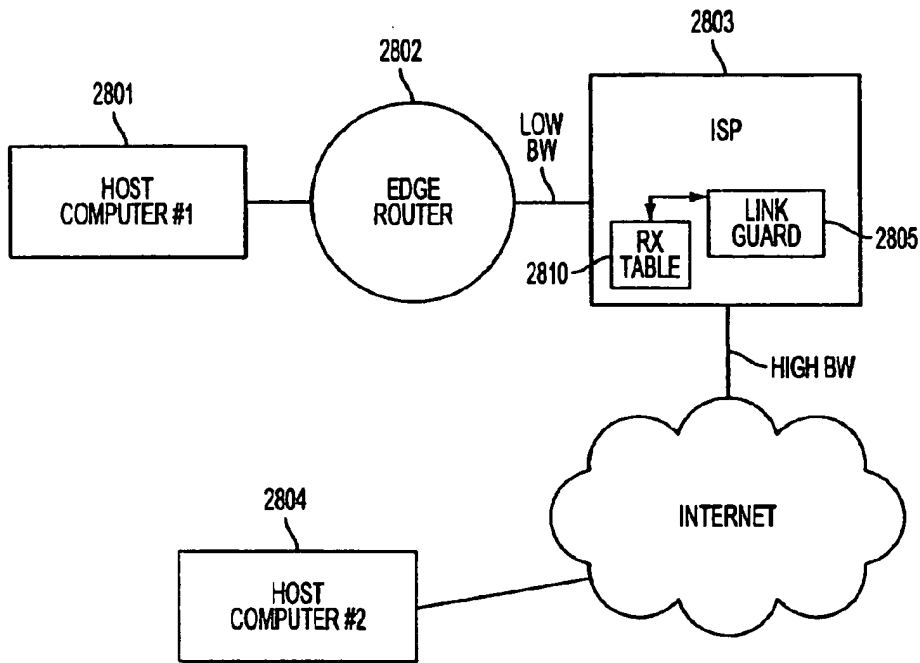 2803
2802
2801
LOW
BW
ISP
HOST
COMPUTER #1
EDGE
ROUTER
LINK
GUARD
2805
RX
TABLE
2810
HIGH BW
2804
INTERNET
HOST
COMPUTER #2